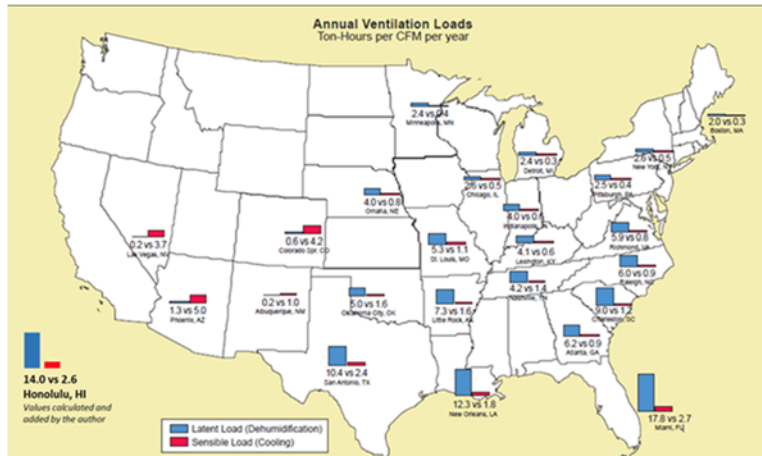 Annual Ventilation Loads
Ton-Hours per CFM per year
2.4 vs 0.4
Minneapolis, MN
2.0 vs 0.3
Boston, MA
2.4 vs 0.3
Detroit, MI
2.6 vs 0.5
New York,
2.6 vs 0.5
Chicago, IL
2.5 vs 0.4
Pittsburgh, PA
4.0 vs 0.8
Omaha, NE
4.0 vs
Indianapolis,
0.2 vs 3.7
Las Vegas, NV
0.6 vs 4.2
Colorado Spr, CO
5.3 vs 1.1
St. Louis, MO
4.1 vs 0.6
Lexington, KY
5.9 vs 0.8
Richmond, VA
6.0 vs 0.9
Raleigh, NC
1.3 vs 5.0
Phoenix, AZ
0.2 vs 1.0
Albuquerque, NM
5.0 vs 1.6
Oklahoma City, OK
7.3 vs 1.6
Little Rock,
4.2 vs 1.4
Nashville,
9.0 vs 1.2
Charleston, SC
6.2 vs 0.9
Atlanta, GA
14.0 vs 2.6
Honolulu, HI
Values calculated and
added by the author
10.4 vs 2.4
San Antonio, TX
12.3 vs 1.8
New Orleans, LA
17.8 vs 2.7
Miami, FL
Latent Load (Dehumidification)
Sensible Load (Cooling)